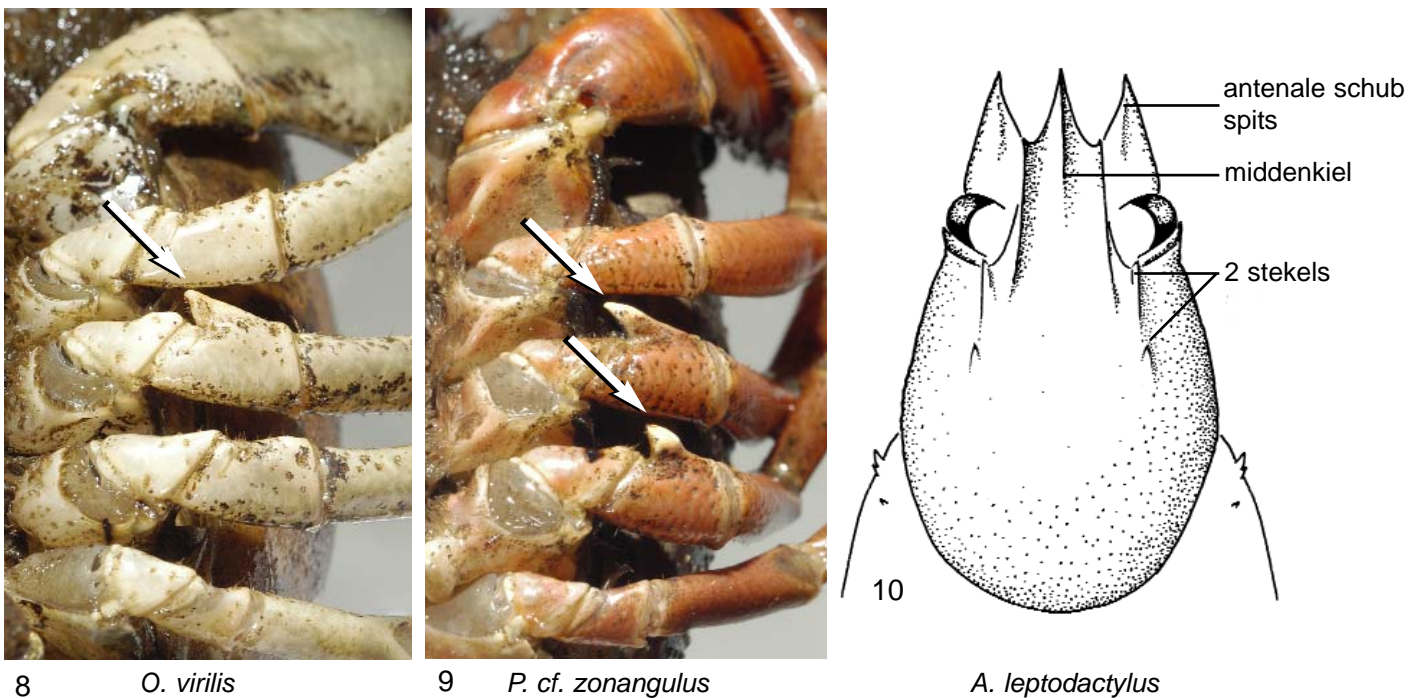 antenale schub
spits
middenkiel
2 stekels
10
8 O. virilis
9 P. cf. zonangulus
A. leptodactylus